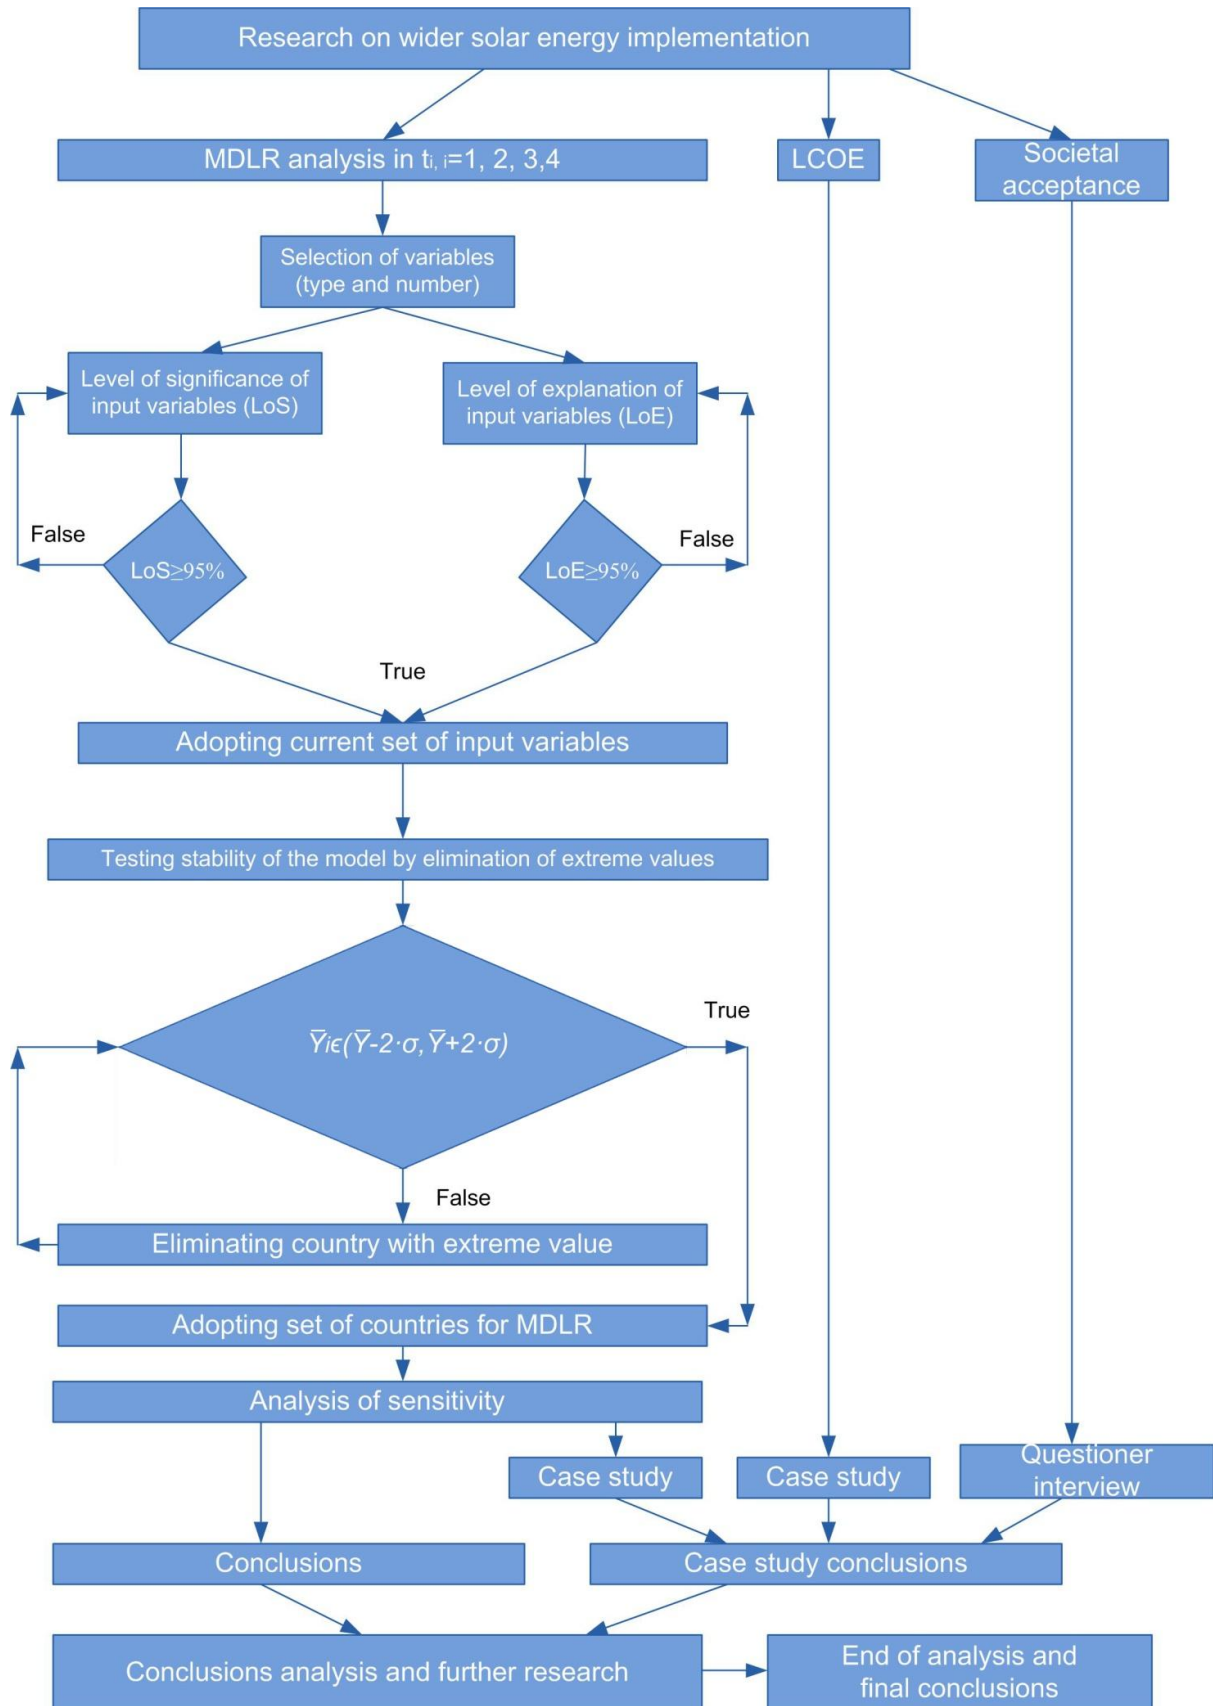 Research on wider solar energy implementation
MDLR analysis in ti, i=1, 2, 3,4
LCOE
Societal
acceptance
Selection of variables
(type and number)
Level of significance of
input variables (LoS)
Level of explanation of
input variables (LoE)
False
False
LoS≥95%
LoE≥95%
True
Adopting current set of input variables
Testing stability of the model by elimination of extreme values
True
Y̅iϵ(Y̅-2·σ,Y̅+2·σ)
False
Eliminating country with extreme value
Adopting set of countries for MDLR
Analysis of sensitivity
Case study
Case study
Questioner
interview
Conclusions
Case study conclusions
Conclusions analysis and further research
End of analysis and
final conclusions